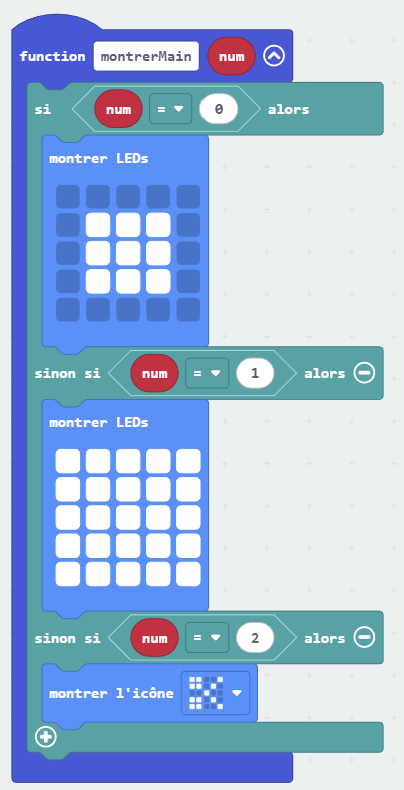 function montrerMain num
si num = 0 alors
montrer LEDs
sinon si num = 1 alors
montrer LEDs
sinon si num = 2 alors
montrer l'icône